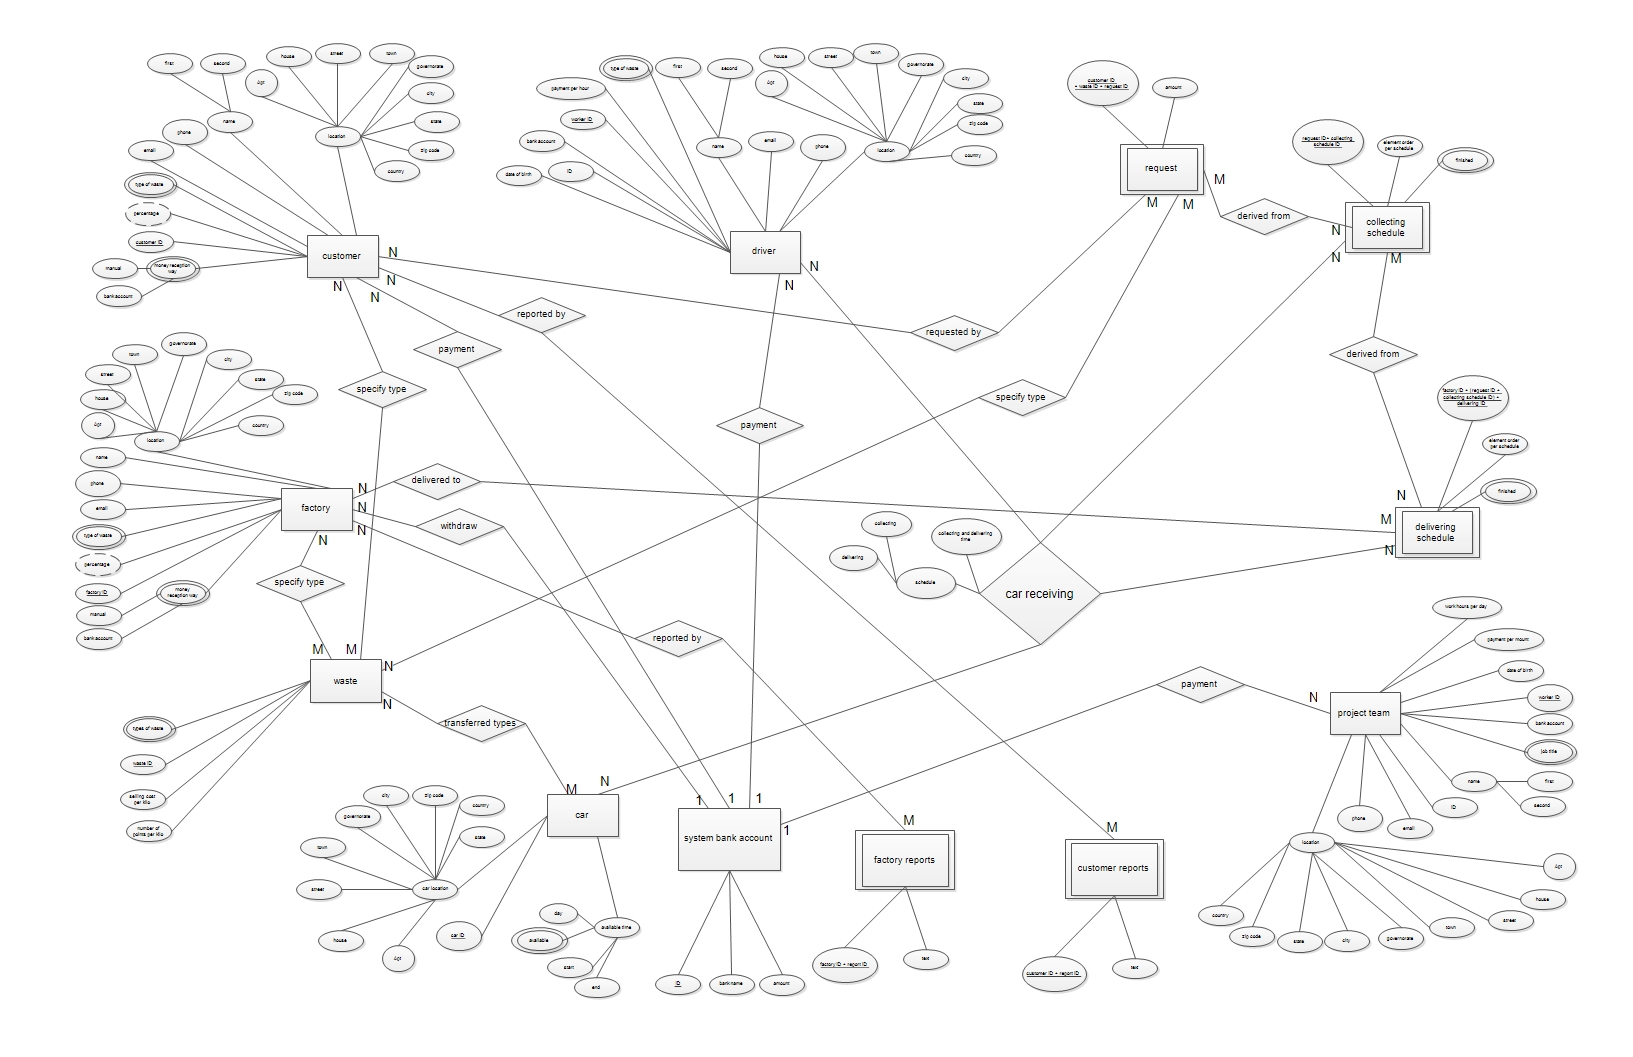 first
second
house
street
town
governorate
Apt
city
name
state
phone
location
zip code
email
country
type of waste
percentage
customer ID
manual
money reception
way
bank account
customer
N
N
N
N
type of waste
first
second
payment per hour
worker ID
bank account
date of birth
ID
name
email
phone
house
street
town
governorate
Apt
city
state
zip code
location
country
driver
N
N
customer ID
+ waste ID + request ID
amount
request
M
M
M
derived from
request ID+ collecting
schedule ID
element order
per schedule
finished
collecting
schedule
N
N
M
reported by
payment
requested by
specify type
specify type
payment
derived from
governorate
town
city
street
state
house
zip code
Apt
location
country
name
phone
email
type of waste
percentage
factory ID
money
reception way
manual
bank account
factory
N
N
N
N
delivered to
withdraw
specify type
factory ID + (request ID +
collecting schedule ID) +
delivering ID
element order
per schedule
finished
N
M
N
delivering
schedule
collecting
collecting and delivering
time
delivering
schedule
car receiving
reported by
M
M
N
N
waste
types of waste
waste ID
selling cost
per kilo
number of
points per kilo
transferred types
M
N
car
city
zip code
country
governorate
state
town
street
car location
house
Apt
car ID
day
available
available time
start
end
1
1
1
1
system bank account
ID
bank name
amount
M
factory reports
factory ID + report ID
text
M
customer reports
customer ID + report ID
text
payment
N
project team
work hours per day
payment per mount
date of birth
worker ID
bank account
job title
name
first
second
ID
phone
email
location
Apt
house
street
town
governorate
city
state
zip code
country